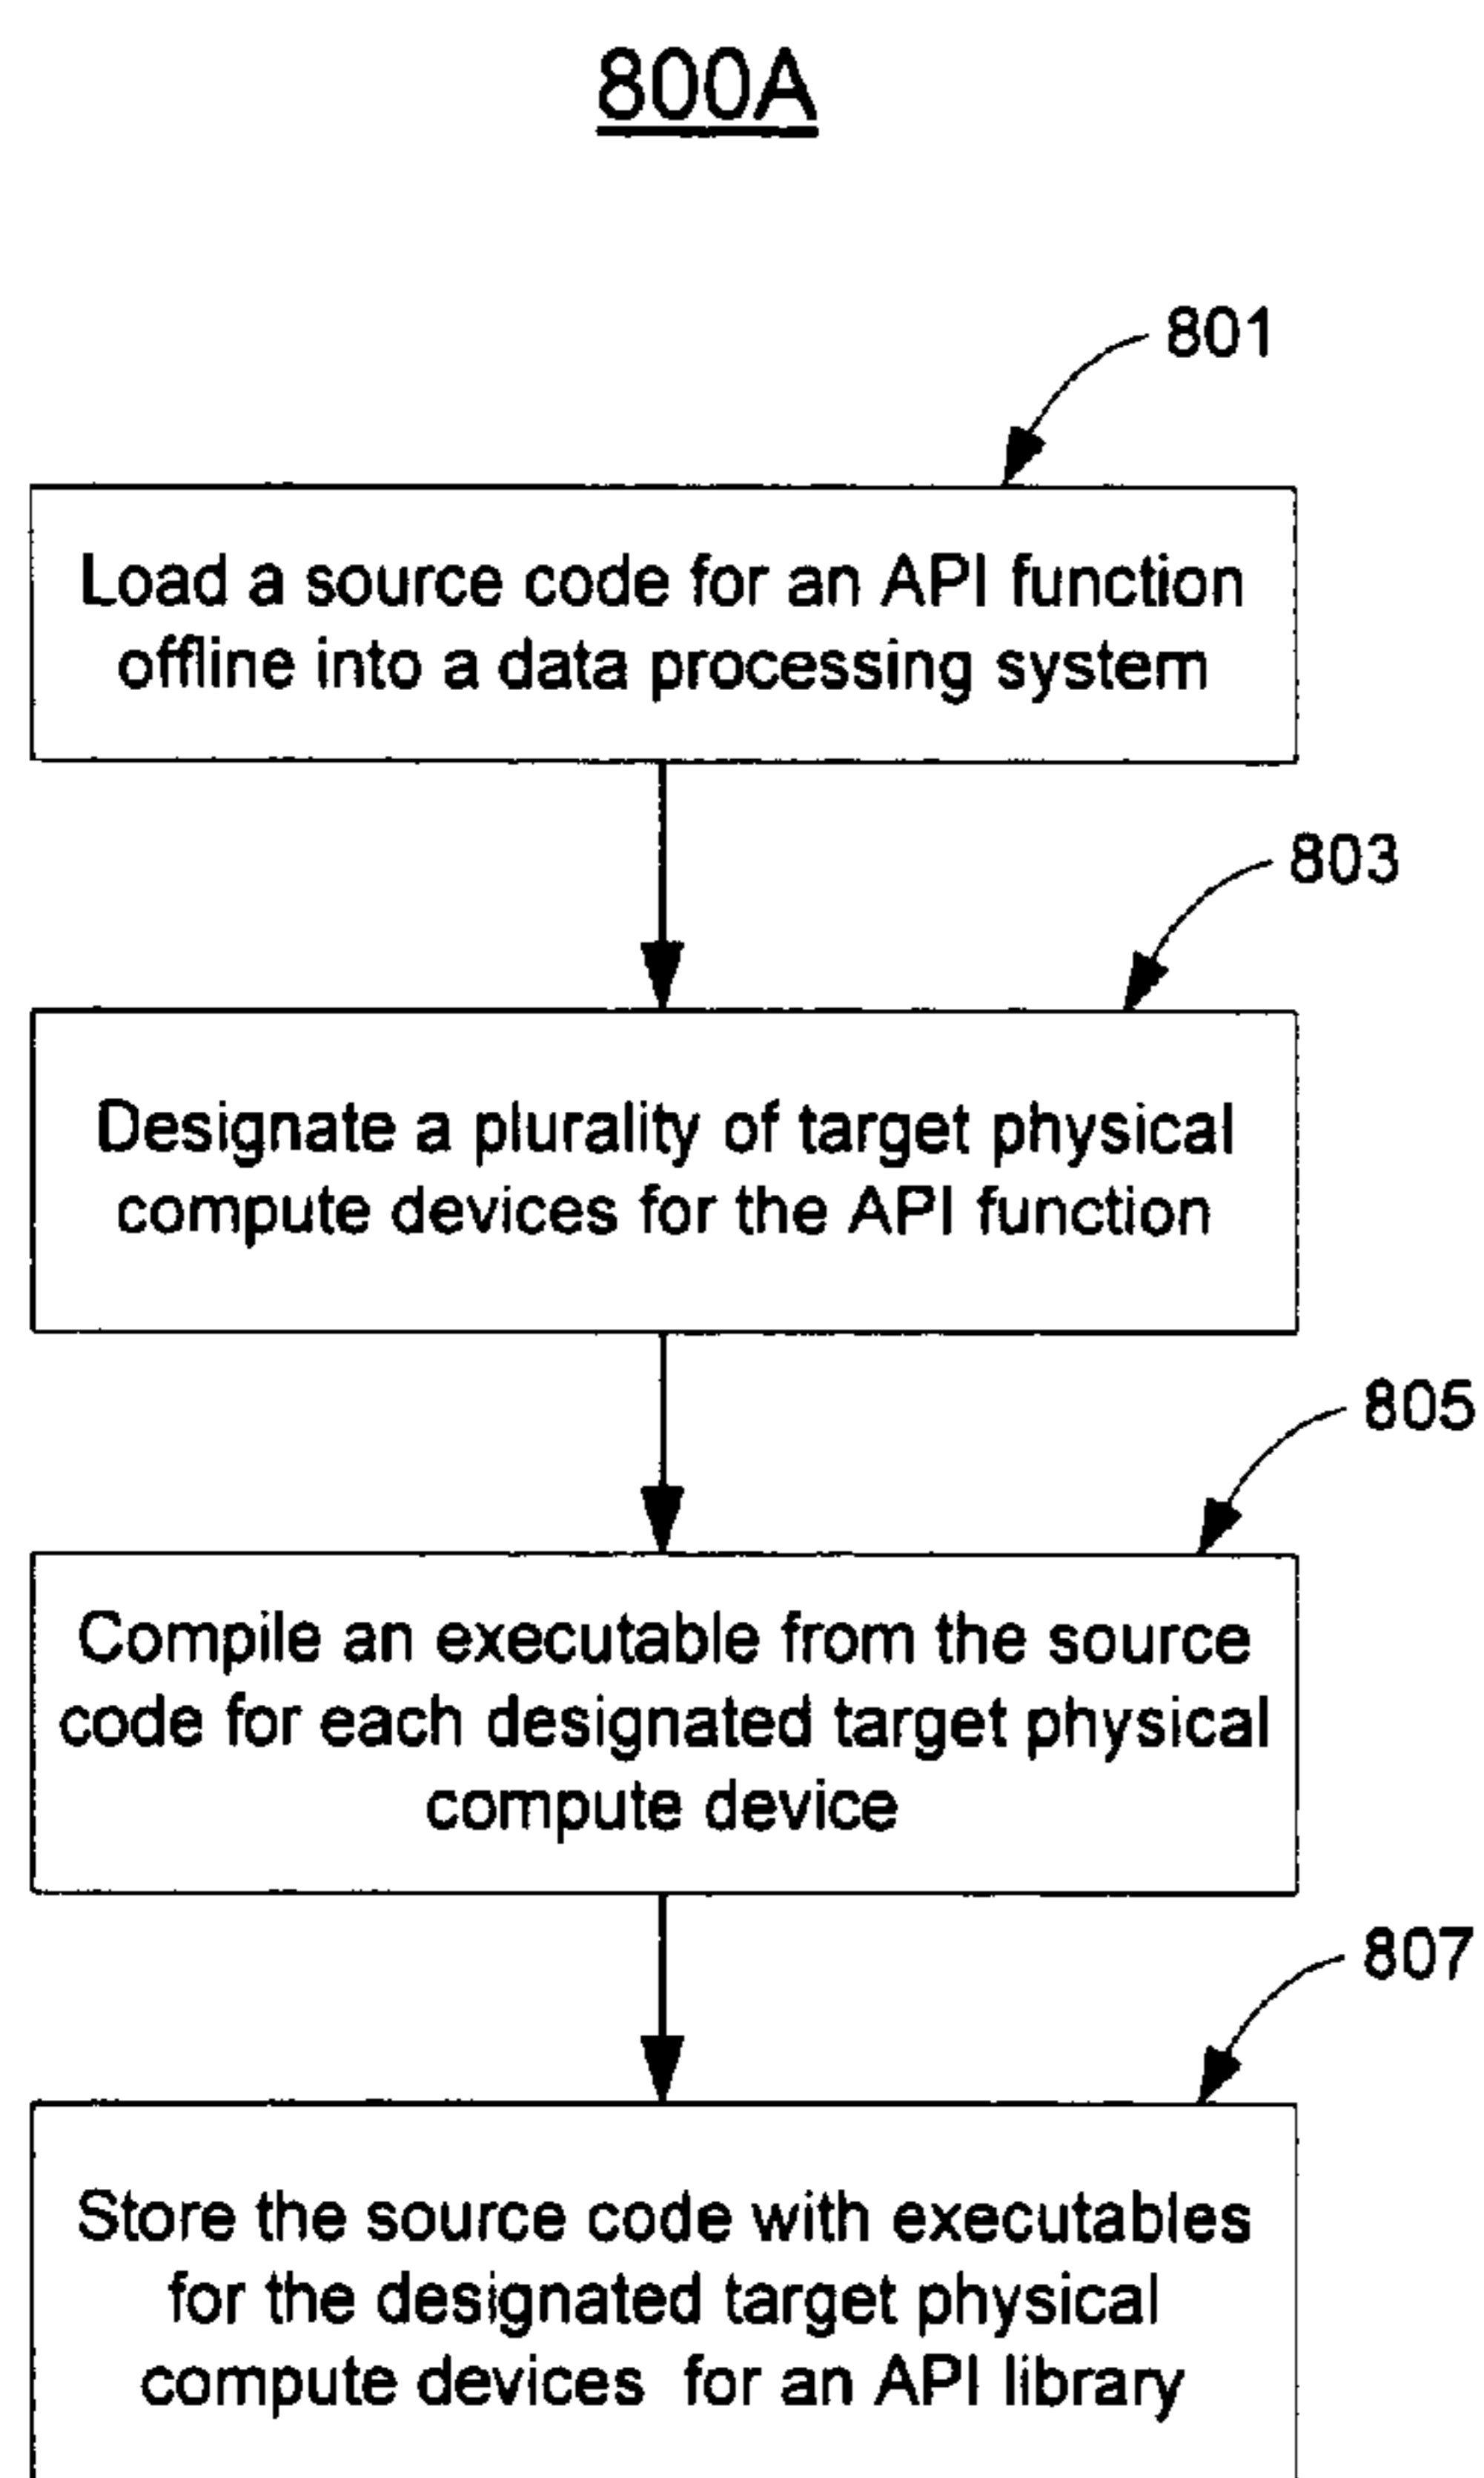 800A
801
Load a source code for an API function
offline into a data processing system
803
Designate a plurality of target physical
compute devices for the API function
805
Compile an executable from the source
code for each designated target physical
compute device
807
Store the source code with executables
for the designated target physical
compute devices for an API library